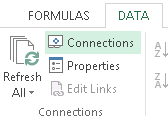 FORMULAS DATA
Connections
Properties
Refresh All
Edit Links
Connections
A
Z
Z
A